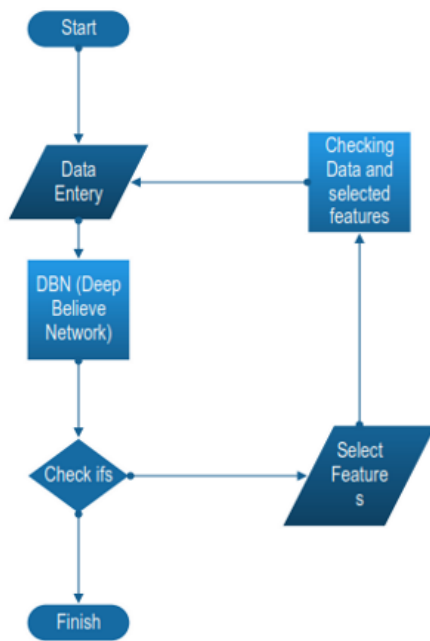 Start
Data
Entery
Checking
Data and
selected
features
DBN (Deep
Believe
Network)
Check ifs
Select
Feature
s
Finish